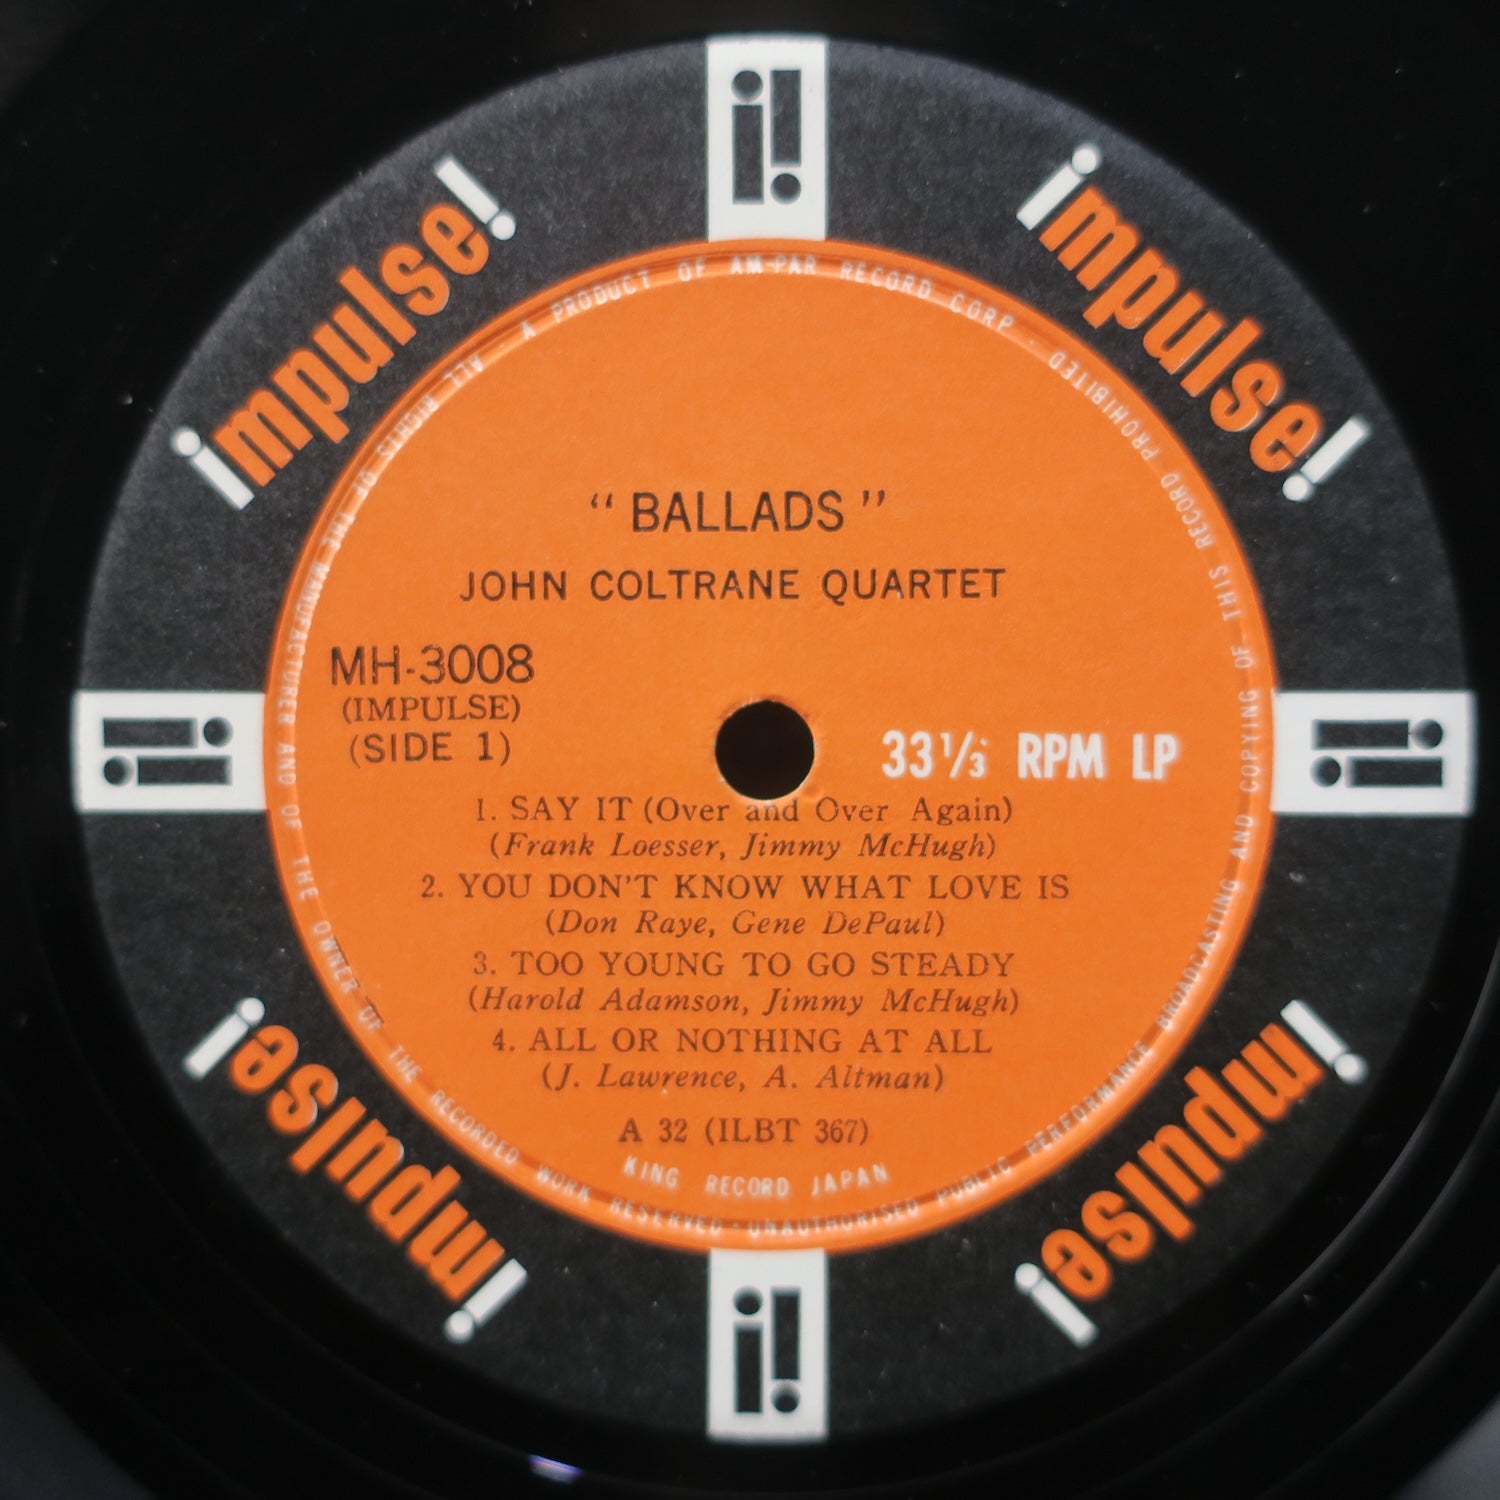 impulse!
impulse!
A PRODUCT OF AM-PAR RECORD CORP.
"BALLADS"
JOHN COLTRANE QUARTET
MH-3008
(IMPULSE)
(SIDE 1)
33⅓ RPM LP
1. SAY IT (Over and Over Again)
(Frank Loesser, Jimmy McHugh)
2. YOU DON'T KNOW WHAT LOVE IS
(Don Raye, Gene DePaul)
3. TOO YOUNG TO GO STEADY
(Harold Adamson, Jimmy McHugh)
4. ALL OR NOTHING AT ALL
(J. Lawrence, A. Altman)
A 32 (ILBT 367)
KING RECORD JAPAN
ALL RIGHTS OF THE MANUFACTURER AND OF THE OWNER OF THE RECORDED WORK RESERVED · UNAUTHORISED PUBLIC PERFORMANCE BROADCASTING AND COPYING OF THIS RECORD PROHIBITED
impulse!
impulse!